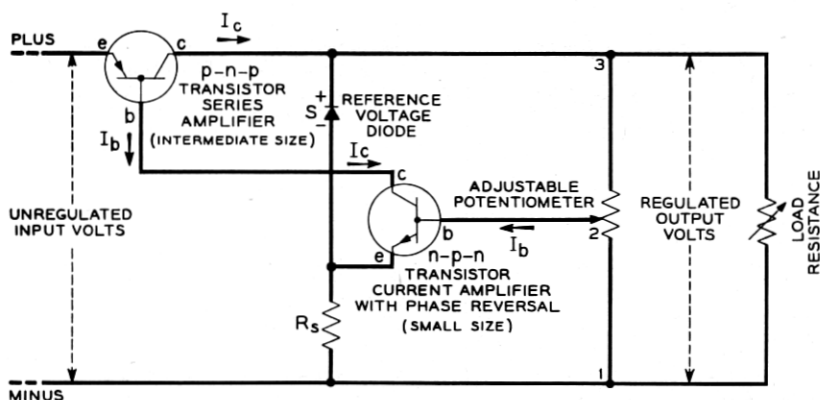 PLUS
e
c
Ic
p-n-p
TRANSISTOR
SERIES
AMPLIFIER
(INTERMEDIATE SIZE)
b
Ib
S
+
−
REFERENCE
VOLTAGE
DIODE
3
Ic
c
ADJUSTABLE
POTENTIOMETER
2
b
Ib
e
n-p-n
TRANSISTOR
CURRENT AMPLIFIER
WITH PHASE REVERSAL
(SMALL SIZE)
Rs
UNREGULATED
INPUT VOLTS
REGULATED
OUTPUT
VOLTS
LOAD
RESISTANCE
1
MINUS